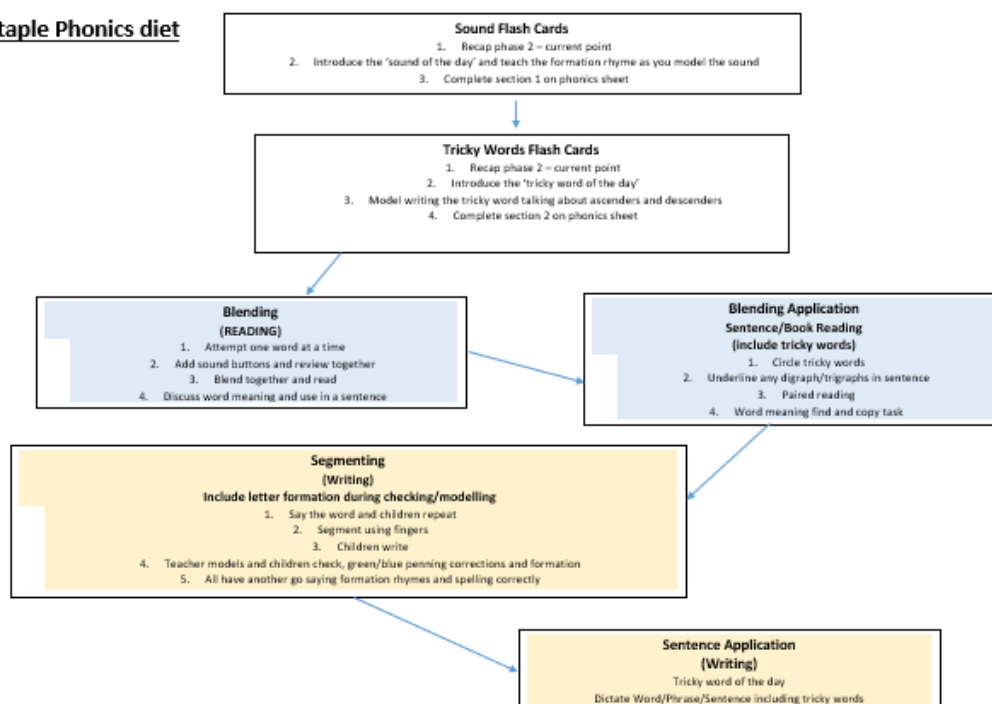 taple Phonics diet
Sound Flash Cards
1. Recap phase 2 – current point
2. Introduce the 'sound of the day' and teach the formation rhyme as you model the sound
3. Complete section 1 on phonics sheet
Tricky Words Flash Cards
1. Recap phase 2 – current point
2. Introduce the 'tricky word of the day'
3. Model writing the tricky word talking about ascenders and descenders
4. Complete section 2 on phonics sheet
Blending
(READING)
1. Attempt one word at a time
2. Add sound buttons and review together
3. Blend together and read
4. Discuss word meaning and use in a sentence
Blending Application
Sentence/Book Reading
(include tricky words)
1. Circle tricky words
2. Underline any digraph/trigraphs in sentence
3. Paired reading
4. Word meaning find and copy task
Segmenting
(Writing)
Include letter formation during checking/modelling
1. Say the word and children repeat
2. Segment using fingers
3. Children write
4. Teacher models and children check, green/blue penning corrections and formation
5. All have another go saying formation rhymes and spelling correctly
Sentence Application
(Writing)
Tricky word of the day
Dictate Word/Phrase/Sentence including tricky words